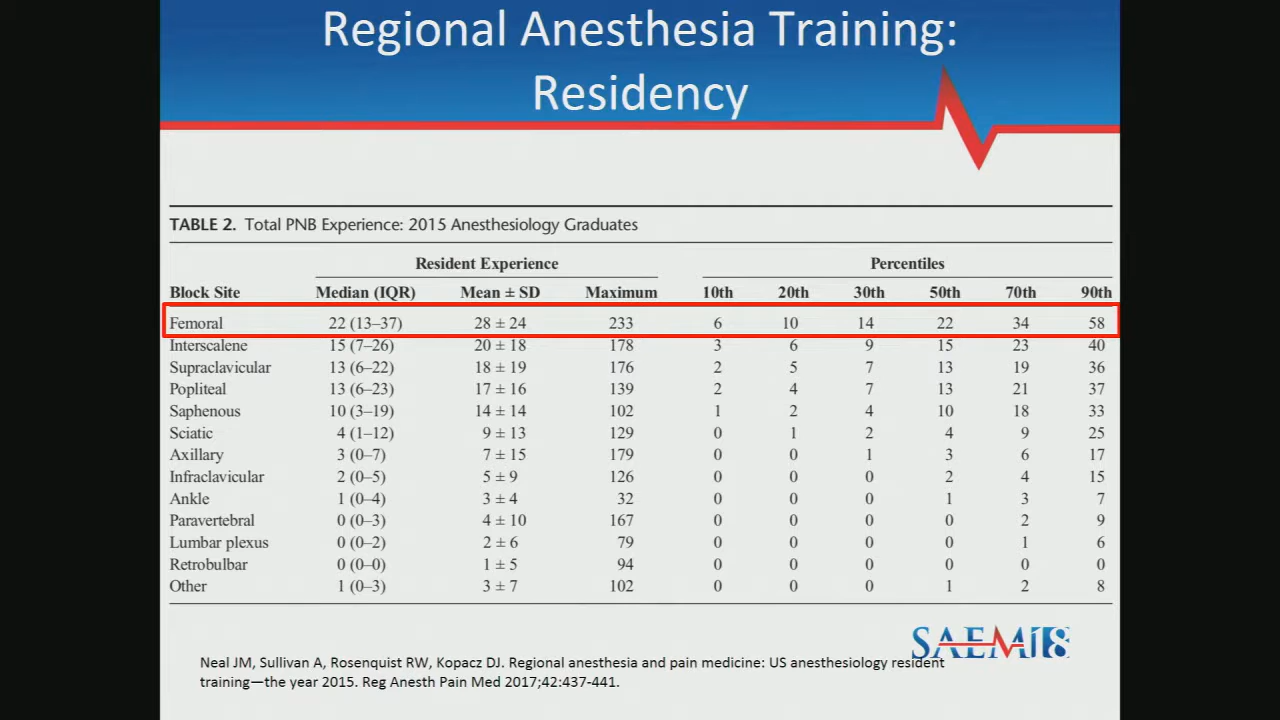 Regional Anesthesia Training:
Residency
TABLE 2. Total PNB Experience: 2015 Anesthesiology Graduates
Resident Experience Percentiles
Block Site Median (IQR) Mean ± SD Maximum 10th 20th 30th 50th 70th 90th
Femoral 22 (13–37) 28 ± 24 233 6 10 14 22 34 58
Interscalene 15 (7–26) 20 ± 18 178 3 6 9 15 23 40
Supraclavicular 13 (6–22) 18 ± 19 176 2 5 7 13 19 36
Popliteal 13 (6–23) 17 ± 16 139 2 4 7 13 21 37
Saphenous 10 (3–19) 14 ± 14 102 1 2 4 10 18 33
Sciatic 4 (1–12) 9 ± 13 129 0 1 2 4 9 25
Axillary 3 (0–7) 7 ± 15 179 0 0 1 3 6 17
Infraclavicular 2 (0–5) 5 ± 9 126 0 0 0 2 4 15
Ankle 1 (0–4) 3 ± 4 32 0 0 0 1 3 7
Paravertebral 0 (0–3) 4 ± 10 167 0 0 0 0 2 9
Lumbar plexus 0 (0–2) 2 ± 6 79 0 0 0 0 1 6
Retrobulbar 0 (0–0) 1 ± 5 94 0 0 0 0 0 0
Other 1 (0–3) 3 ± 7 102 0 0 0 1 2 8
SAEM18
Neal JM, Sullivan A, Rosenquist RW, Kopacz DJ. Regional anesthesia and pain medicine: US anesthesiology resident
training—the year 2015. Reg Anesth Pain Med 2017;42:437-441.